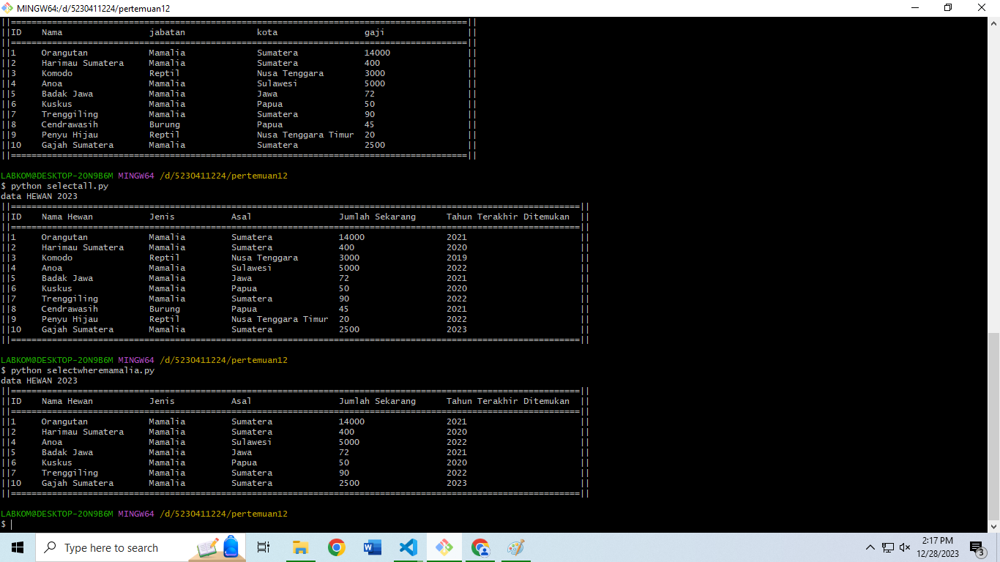 MINGW64:/d/5230411224/pertemuan12
||=========================================================================================||
||ID    Nama                 jabatan              kota                 gaji                ||
||=========================================================================================||
||1     Orangutan            Mamalia              Sumatera             14000               ||
||2     Harimau Sumatera     Mamalia              Sumatera             400                 ||
||3     Komodo               Reptil               Nusa Tenggara        3000                ||
||4     Anoa                 Mamalia              Sulawesi             5000                ||
||5     Badak Jawa           Mamalia              Jawa                 72                  ||
||6     Kuskus               Mamalia              Papua                50                  ||
||7     Trenggiling          Mamalia              Sumatera             90                  ||
||8     Cendrawasih          Burung               Papua                45                  ||
||9     Penyu Hijau          Reptil               Nusa Tenggara Timur  20                  ||
||10    Gajah Sumatera       Mamalia              Sumatera             2500                ||
||=========================================================================================||
LABKOM@DESKTOP-2ON9B6M MINGW64 /d/5230411224/pertemuan12
$ python selectall.py
data HEWAN 2023
||===============================================================================================================||
||ID    Nama Hewan           Jenis           Asal                 Jumlah Sekarang      Tahun Terakhir Ditemukan  ||
||===============================================================================================================||
||1     Orangutan            Mamalia         Sumatera             14000                2021                      ||
||2     Harimau Sumatera     Mamalia         Sumatera             400                  2020                      ||
||3     Komodo               Reptil          Nusa Tenggara        3000                 2019                      ||
||4     Anoa                 Mamalia         Sulawesi             5000                 2022                      ||
||5     Badak Jawa           Mamalia         Jawa                 72                   2021                      ||
||6     Kuskus               Mamalia         Papua                50                   2020                      ||
||7     Trenggiling          Mamalia         Sumatera             90                   2022                      ||
||8     Cendrawasih          Burung          Papua                45                   2021                      ||
||9     Penyu Hijau          Reptil          Nusa Tenggara Timur  20                   2022                      ||
||10    Gajah Sumatera       Mamalia         Sumatera             2500                 2023                      ||
||===============================================================================================================||
LABKOM@DESKTOP-2ON9B6M MINGW64 /d/5230411224/pertemuan12
$ python selectwheremamalia.py
data HEWAN 2023
||===============================================================================================================||
||ID    Nama Hewan           Jenis           Asal                 Jumlah Sekarang      Tahun Terakhir Ditemukan  ||
||===============================================================================================================||
||1     Orangutan            Mamalia         Sumatera             14000                2021                      ||
||2     Harimau Sumatera     Mamalia         Sumatera             400                  2020                      ||
||4     Anoa                 Mamalia         Sulawesi             5000                 2022                      ||
||5     Badak Jawa           Mamalia         Jawa                 72                   2021                      ||
||6     Kuskus               Mamalia         Papua                50                   2020                      ||
||7     Trenggiling          Mamalia         Sumatera             90                   2022                      ||
||10    Gajah Sumatera       Mamalia         Sumatera             2500                 2023                      ||
||===============================================================================================================||
LABKOM@DESKTOP-2ON9B6M MINGW64 /d/5230411224/pertemuan12
$
Type here to search
2:17 PM
12/28/2023
3